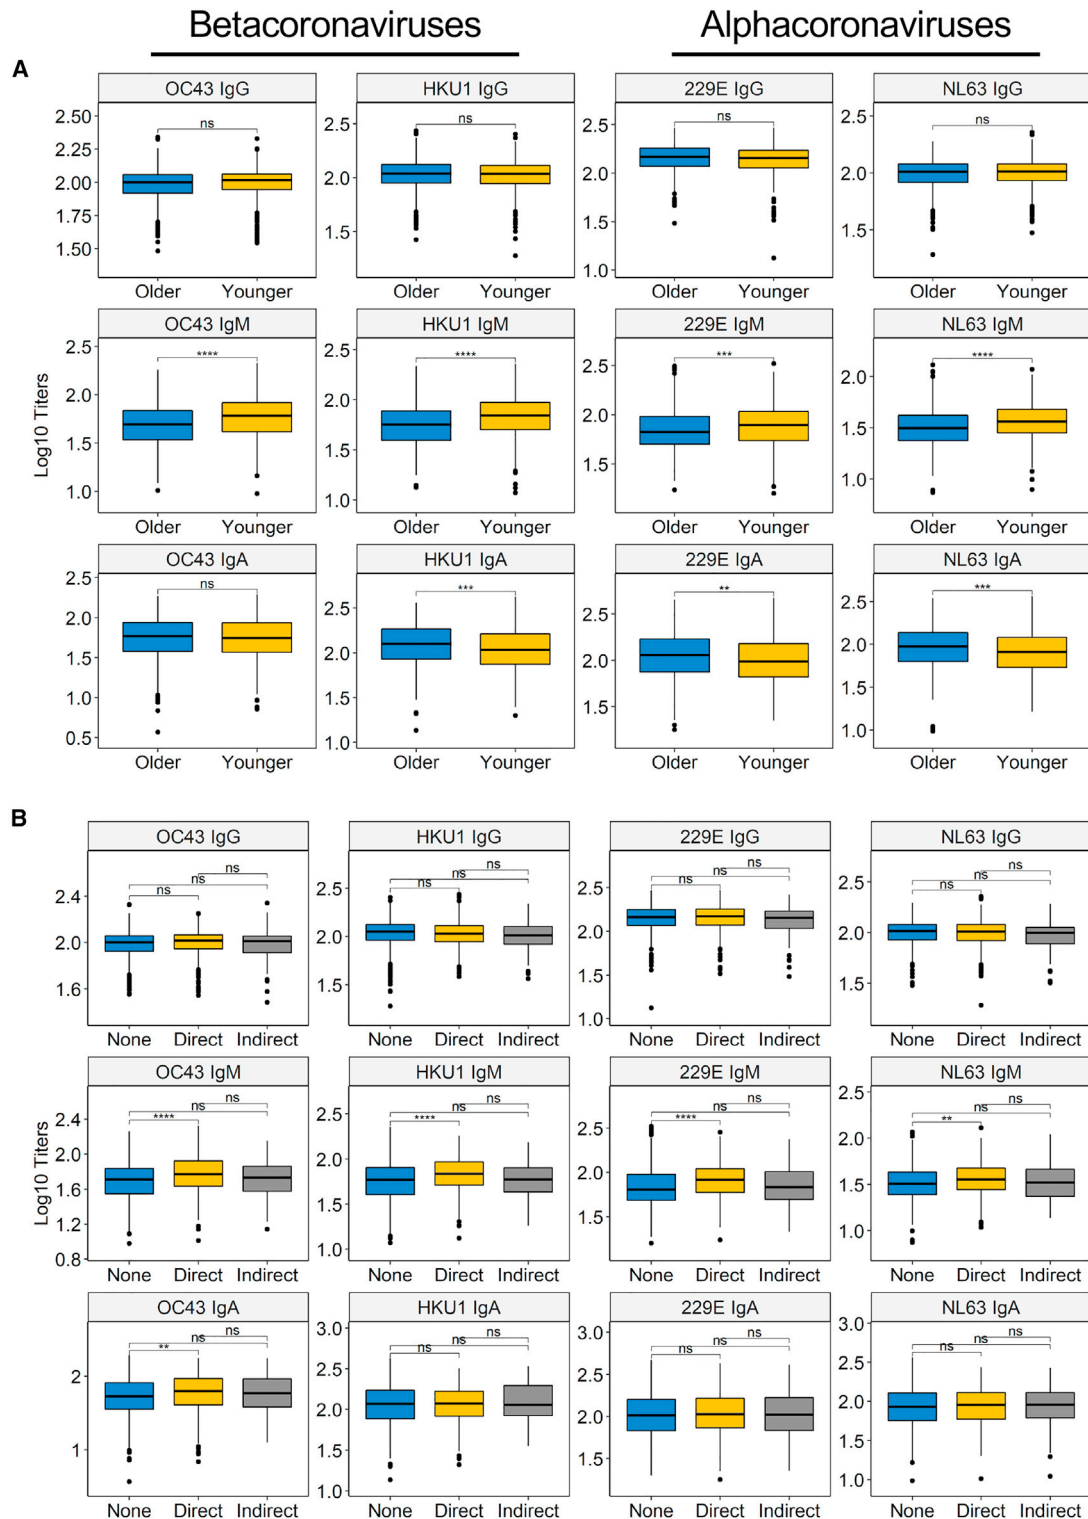 Betacoronaviruses Alphacoronaviruses
A
OC43 IgG HKU1 IgG 229E IgG NL63 IgG
ns ns ns ns
2.50 2.25 2.00 1.75 1.50
2.5 2.0 1.5
2.5 2.0 1.5 1.0
2.5 2.0 1.5
Older Younger Older Younger Older Younger Older Younger
OC43 IgM HKU1 IgM 229E IgM NL63 IgM
**** **** *** ****
Log10 Titers
2.5 2.0 1.5 1.0
2.5 2.0 1.5 1.0
2.5 2.0 1.5
2.0 1.5 1.0
Older Younger Older Younger Older Younger Older Younger
OC43 IgA HKU1 IgA 229E IgA NL63 IgA
ns *** ** ***
2.5 2.0 1.5 1.0 0.5
2.5 2.0 1.5 1.0
2.5 2.0 1.5
2.5 2.0 1.5 1.0
Older Younger Older Younger Older Younger Older Younger
B
OC43 IgG HKU1 IgG 229E IgG NL63 IgG
ns ns ns ns
ns ns ns ns
ns ns ns ns
2.4 2.0 1.6
2.5 2.0 1.5
2.5 2.0 1.5 1.0
2.5 2.0 1.5
None Direct Indirect None Direct Indirect None Direct Indirect None Direct Indirect
OC43 IgM HKU1 IgM 229E IgM NL63 IgM
ns ns ns ns
ns ns ns ns
**** **** **** **
Log10 Titers
2.4 2.0 1.6 1.2 0.8
2.5 2.0 1.5 1.0
2.5 2.0 1.5
2.5 2.0 1.5 1.0
None Direct Indirect None Direct Indirect None Direct Indirect None Direct Indirect
OC43 IgA HKU1 IgA 229E IgA NL63 IgA
ns ns ns ns
ns ns ns ns
** ns ns ns
2 1
3.0 2.5 2.0 1.5 1.0
3.0 2.5 2.0 1.5
3.0 2.5 2.0 1.5 1.0
None Direct Indirect None Direct Indirect None Direct Indirect None Direct Indirect